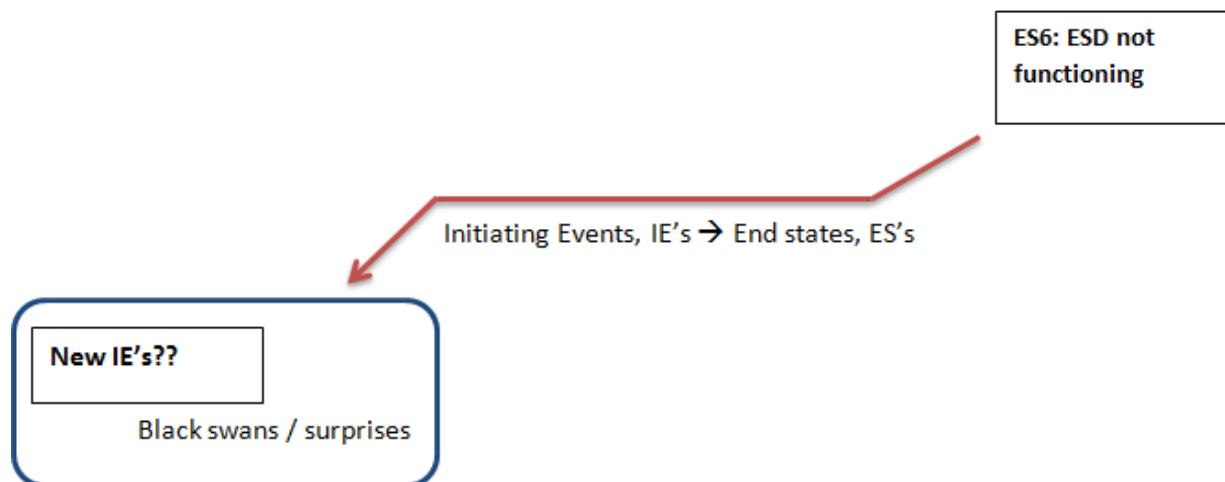 ES6: ESD not
functioning
Initiating Events, IE’s → End states, ES’s
New IE’s??
Black swans / surprises